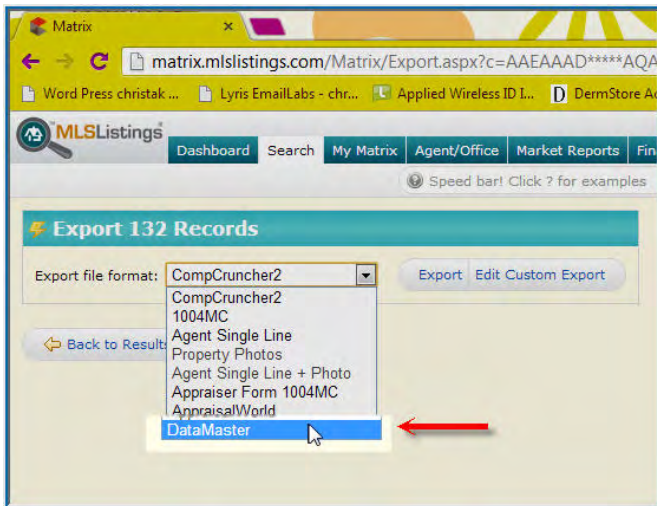 Matrix
matrix.mlslistings.com/Matrix/Export.aspx?c=AAEAAAD*****AQA
Word Press christak ... Lyris EmailLabs - chr... Applied Wireless ID I... DermStore Ac
MLSListings
Dashboard Search My Matrix Agent/Office Market Reports Fin
Speed bar! Click ? for examples
Export 132 Records
Export file format: CompCruncher2 Export Edit Custom Export
CompCruncher2
1004MC
Agent Single Line
Back to Results
Property Photos
Agent Single Line + Photo
Appraiser Form 1004MC
AppraisalWorld
DataMaster